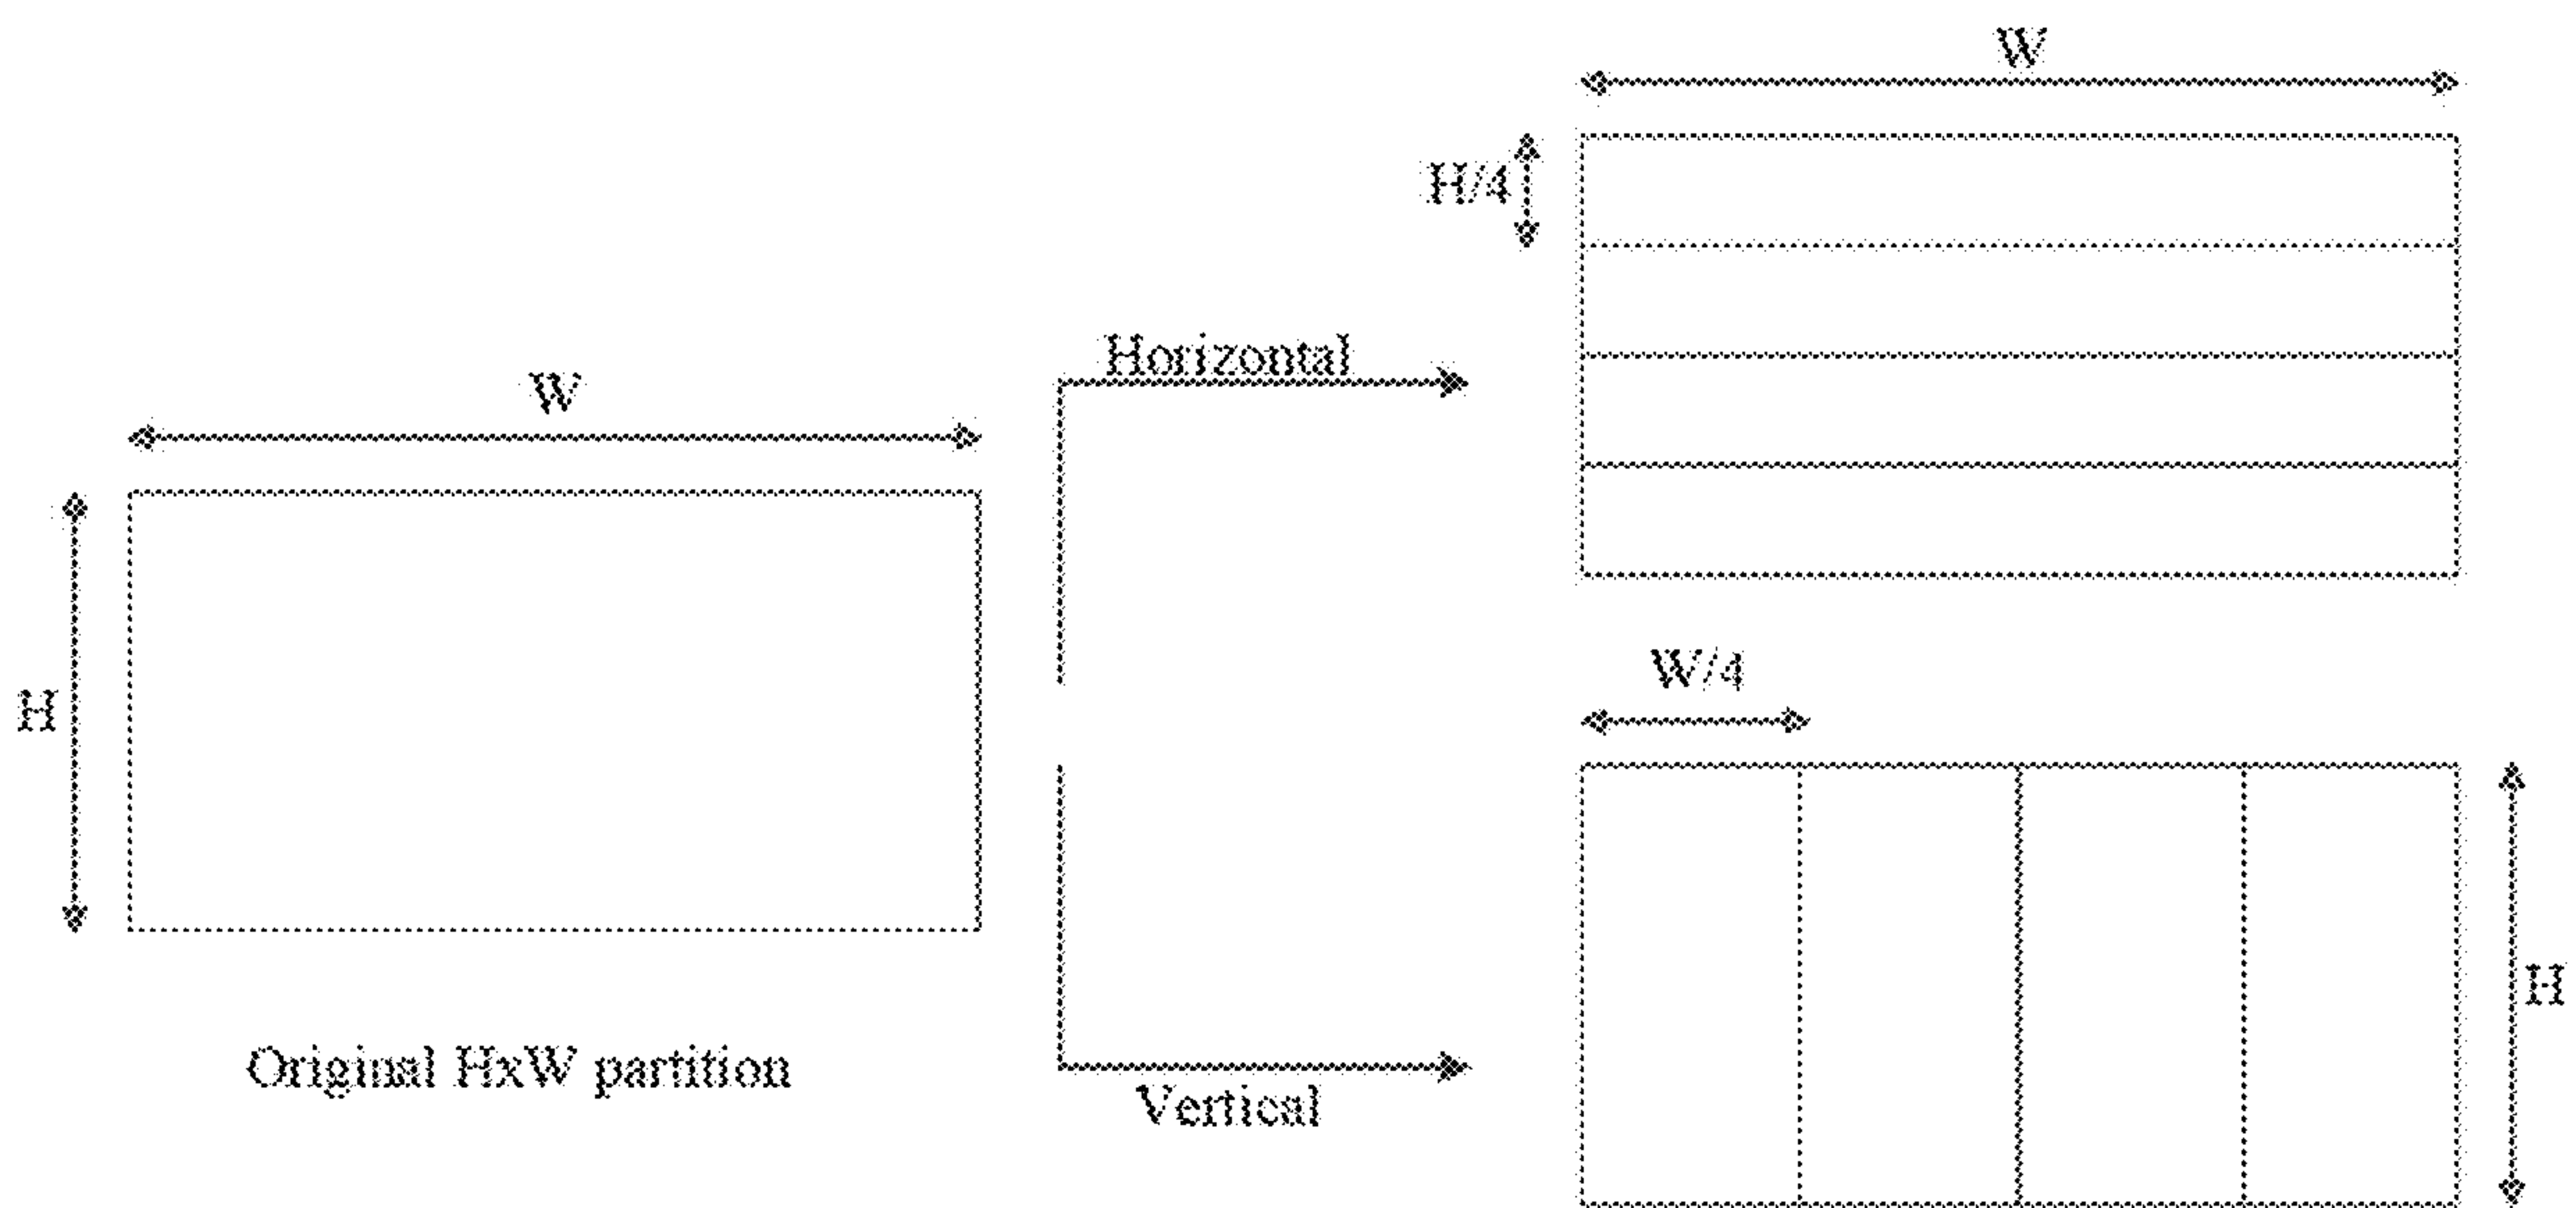 W
H/4
Horizontal
W
H
W/4
H
Original HxW partition
Vertical